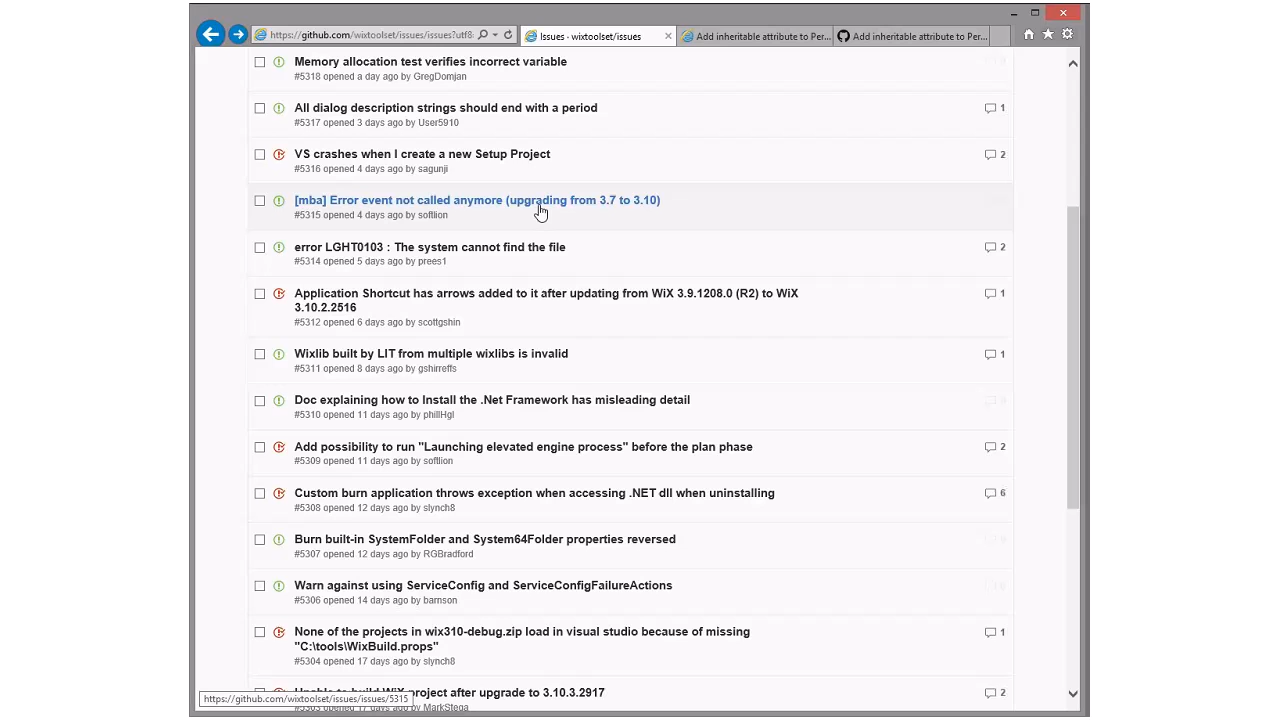 https://github.com/wixtoolset/issues/issues?utf8
Issues · wixtoolset/issues
Add inheritable attribute to Per...
Add inheritable attribute to Per...
Memory allocation test verifies incorrect variable
#5318 opened a day ago by GregDomjan
All dialog description strings should end with a period
1
#5317 opened 3 days ago by User5910
VS crashes when I create a new Setup Project
2
#5316 opened 4 days ago by sagunji
[mba] Error event not called anymore (upgrading from 3.7 to 3.10)
#5315 opened 4 days ago by softlion
error LGHT0103 : The system cannot find the file
2
#5314 opened 5 days ago by prees1
Application Shortcut has arrows added to it after updating from WiX 3.9.1208.0 (R2) to WiX
1
3.10.2.2516
#5312 opened 6 days ago by scottgshin
Wixlib built by LIT from multiple wixlibs is invalid
1
#5311 opened 8 days ago by gshirreffs
Doc explaining how to Install the .Net Framework has misleading detail
#5310 opened 11 days ago by phillHgl
Add possibility to run "Launching elevated engine process" before the plan phase
2
#5309 opened 11 days ago by softlion
Custom burn application throws exception when accessing .NET dll when uninstalling
6
#5308 opened 12 days ago by slynch8
Burn built-in SystemFolder and System64Folder properties reversed
#5307 opened 12 days ago by RGBradford
Warn against using ServiceConfig and ServiceConfigFailureActions
#5306 opened 14 days ago by barnson
None of the projects in wix310-debug.zip load in visual studio because of missing
1
"C:\tools\WixBuild.props"
#5304 opened 17 days ago by slynch8
Unable to build WiX project after upgrade to 3.10.3.2917
2
#5303 opened 17 days ago by MarkStega
https://github.com/wixtoolset/issues/issues/5315